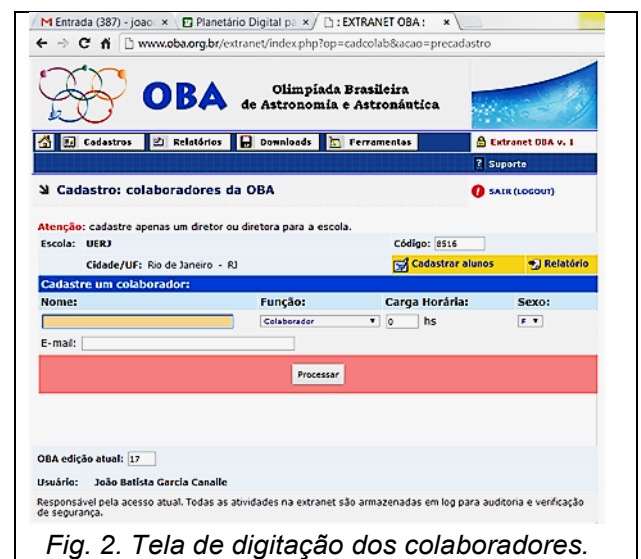 Entrada (387) - joao
Planetário Digital pa
: EXTRANET OBA :
www.oba.org.br/extranet/index.php?op=cadcolab&acao=precadastro
OBA
Olimpíada Brasileira
de Astronomia e Astronáutica
Cadastros Relatórios Downloads Ferramentas Extranet OBA v. 1
? Suporte
Cadastro: colaboradores da OBA SAIR (LOGOUT)
Atenção: cadastre apenas um diretor ou diretora para a escola.
Escola: UERJ Código: 8516
Cidade/UF: Rio de Janeiro - RJ Cadastrar alunos Relatório
Cadastre um colaborador:
Nome: Função: Carga Horária: Sexo:
Colaborador 0 hs F
E-mail:
Processar
OBA edição atual: 17
Usuário: João Batista Garcia Canalle
Responsável pela acesso atual. Todas as atividades na extranet são armazenadas em log para auditoria e verificação
de segurança.
Fig. 2. Tela de digitação dos colaboradores.